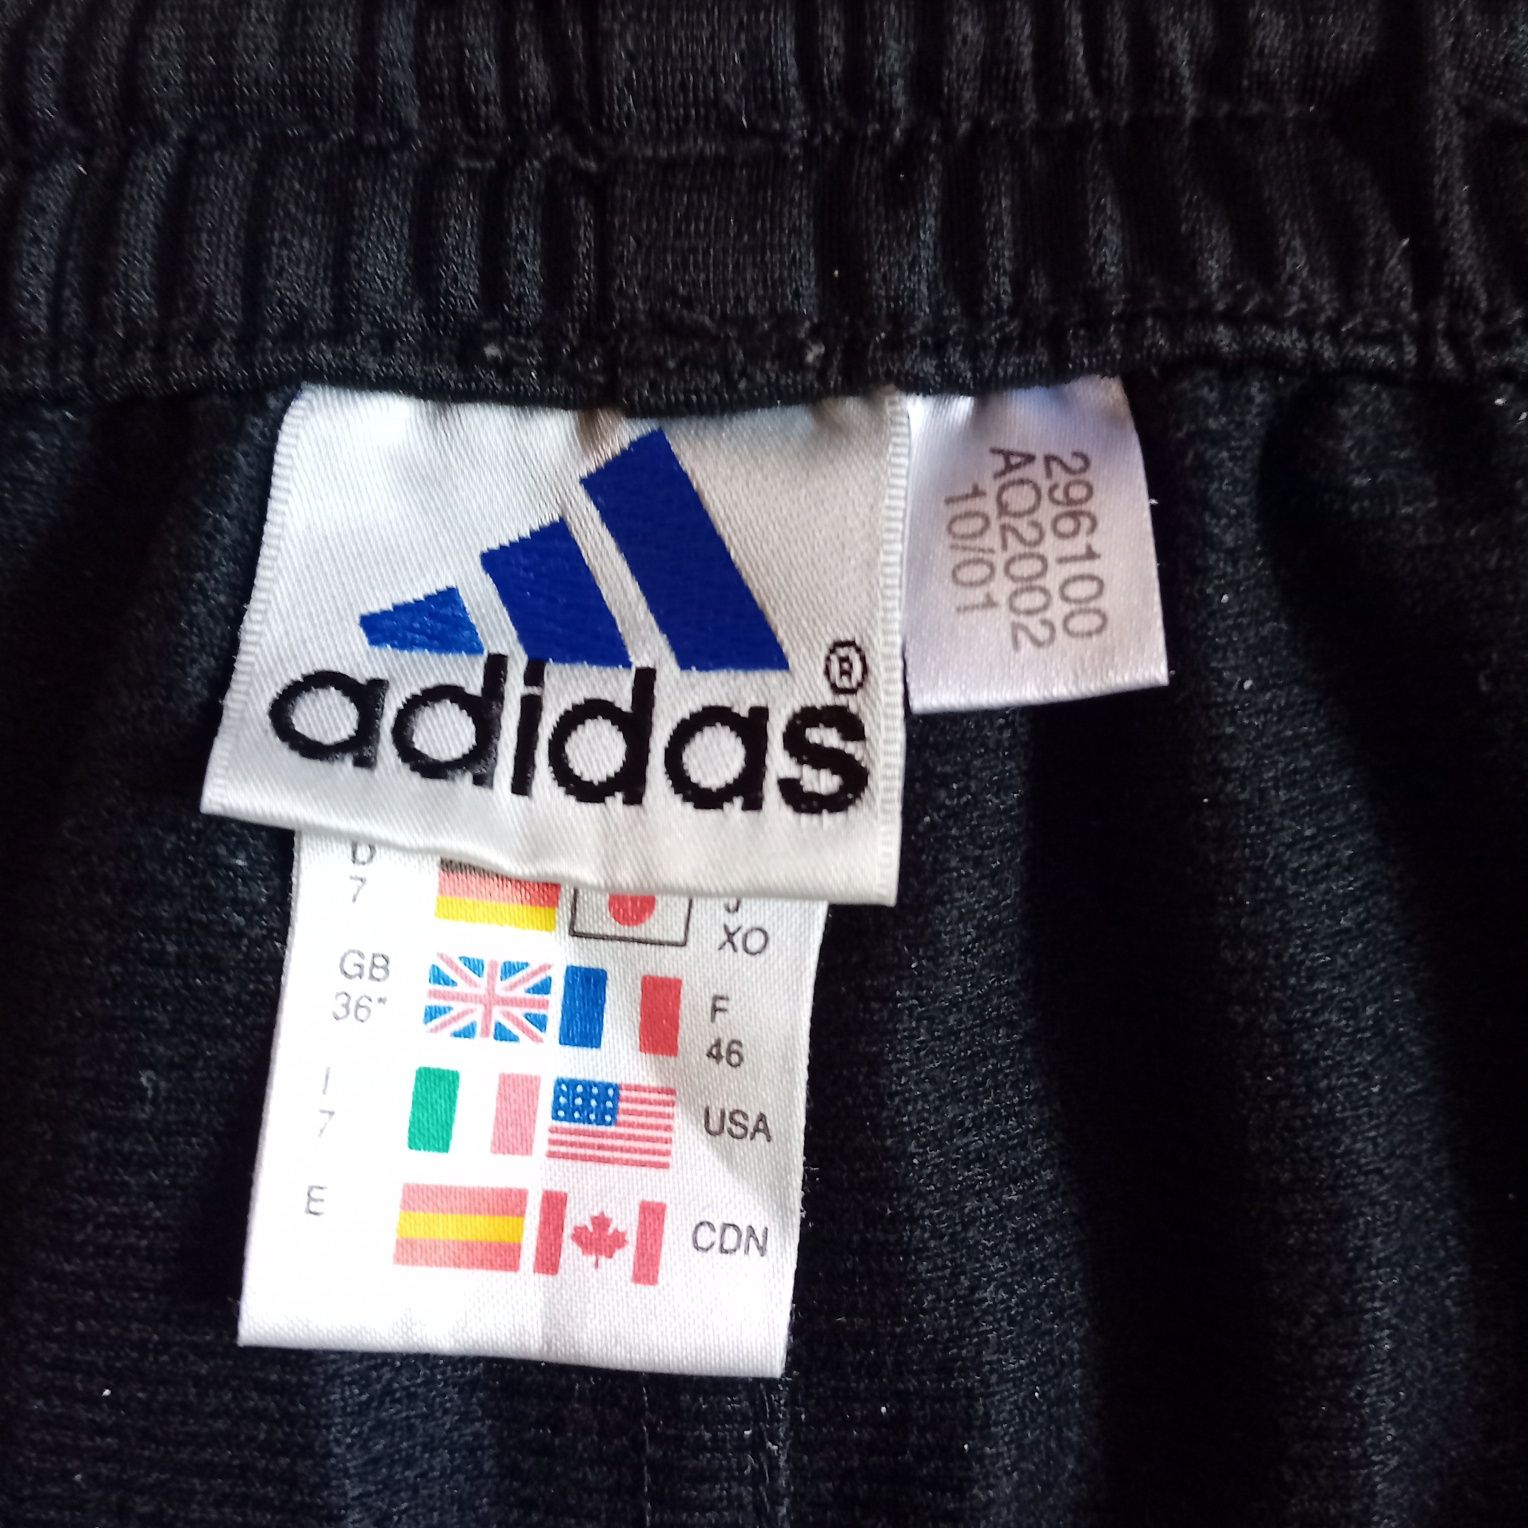 adidas®
296100
AQ2002
10/01
D
7
J
XO
GB
36"
F
46
I
7
USA
E
CDN